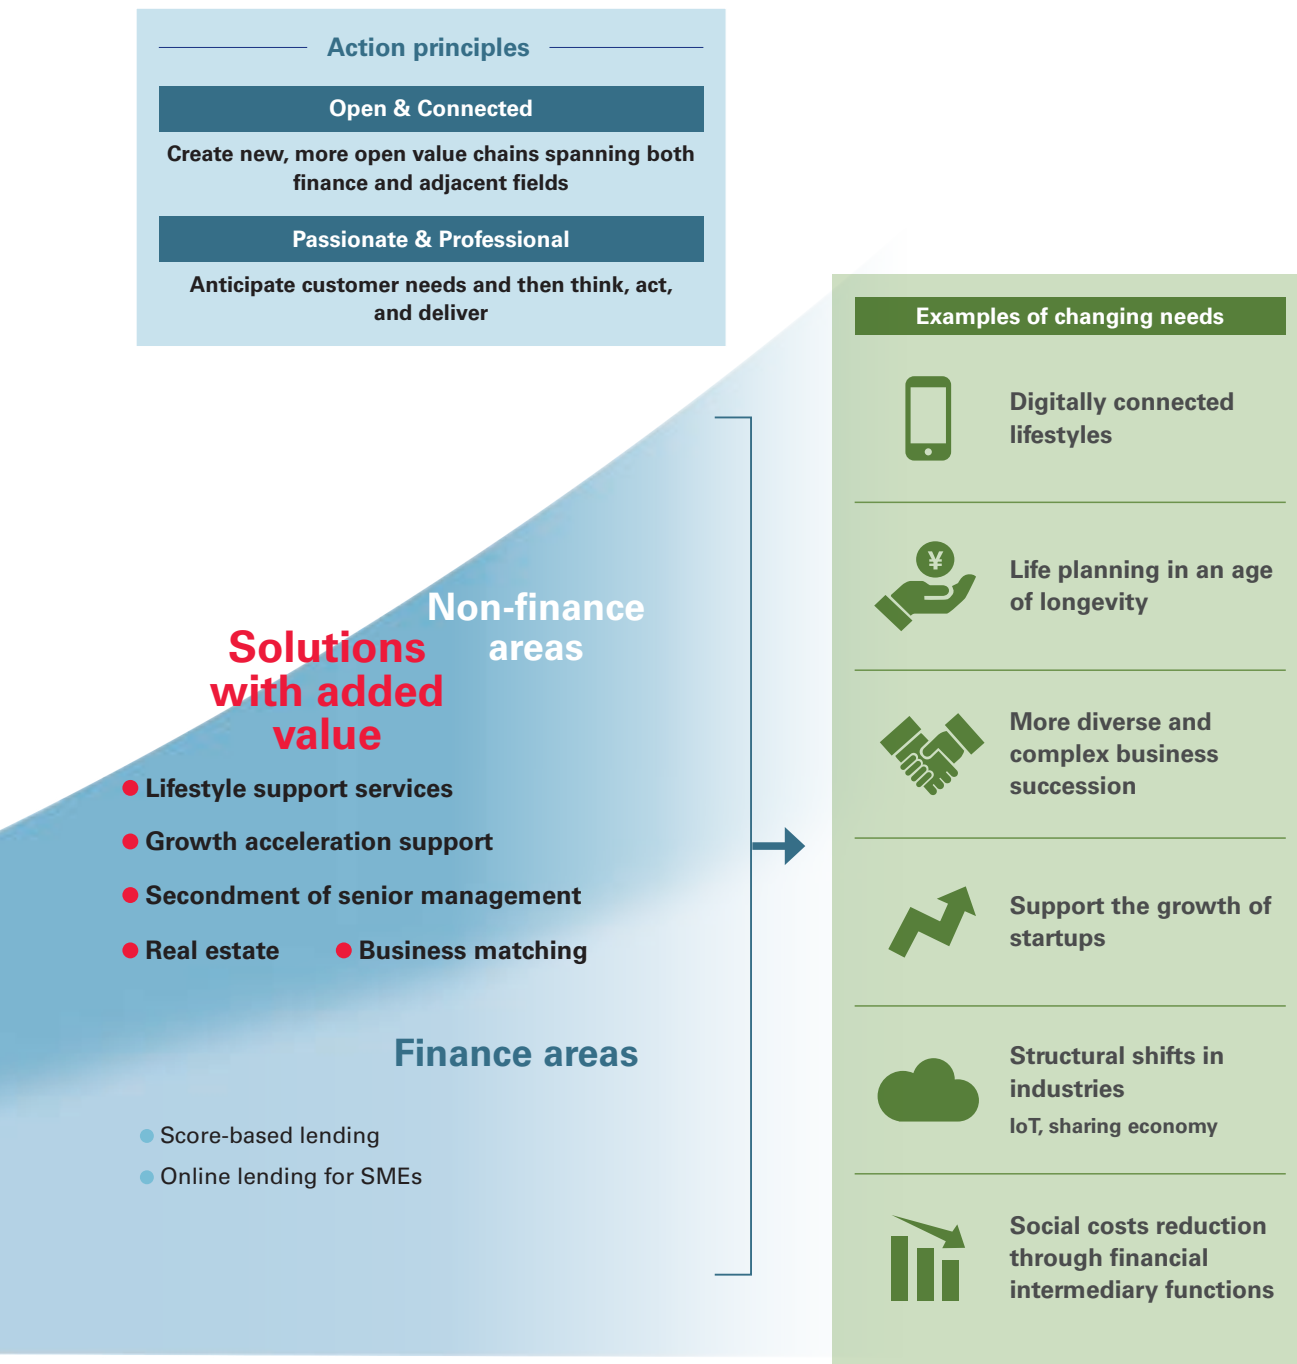 Action principles
Open & Connected
Create new, more open value chains spanning both
finance and adjacent fields
Passionate & Professional
Anticipate customer needs and then think, act,
and deliver
Non-finance
areas
Solutions
with added
value
● Lifestyle support services
● Growth acceleration support
● Secondment of senior management
● Real estate ● Business matching
Finance areas
● Score-based lending
● Online lending for SMEs
Examples of changing needs
Digitally connected
lifestyles
¥
Life planning in an age
of longevity
More diverse and
complex business
succession
Support the growth of
startups
Structural shifts in
industries
IoT, sharing economy
Social costs reduction
through financial
intermediary functions